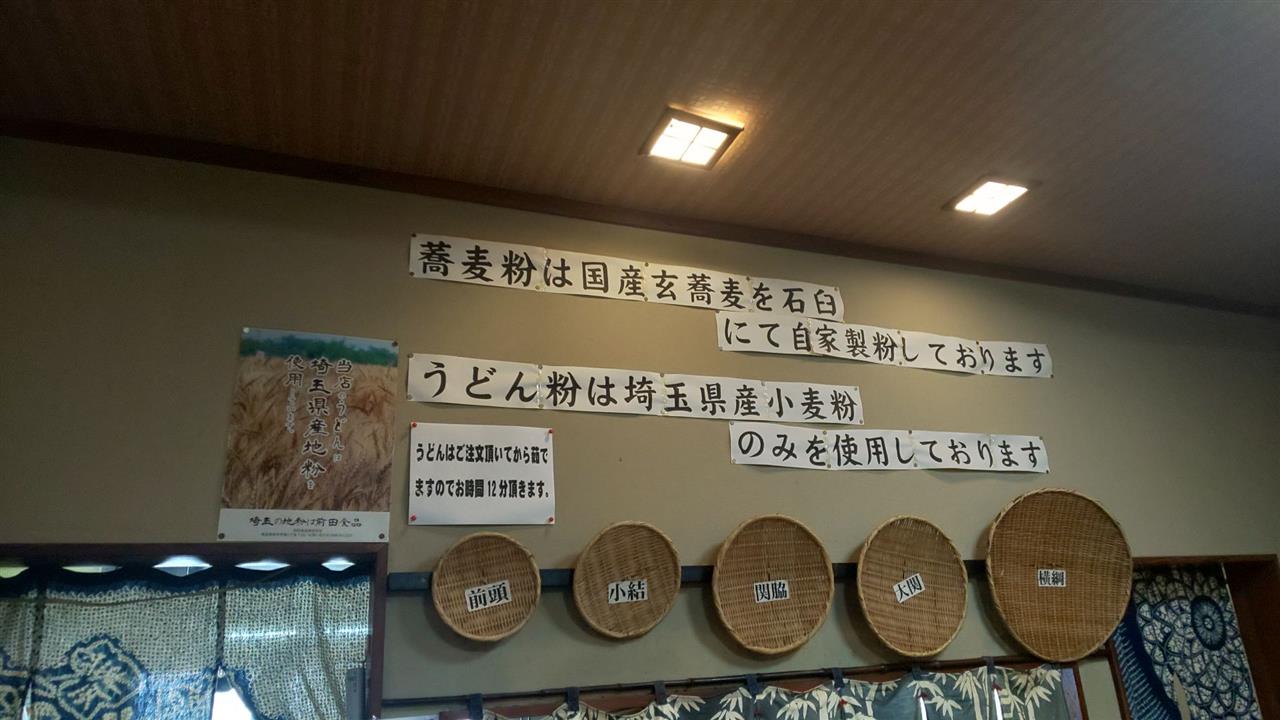 蕎麦粉は国産玄蕎麦を石臼
にて自家製粉しております
うどん粉は埼玉県産小麦粉
のみを使用しております
当店のうどんは
埼玉県産地粉を
使用しています。
埼玉の地粉は前田食品
うどんはご注文頂いてから茹で
ますのでお時間12分頂きます。
前頭
小結
関脇
大関
横綱